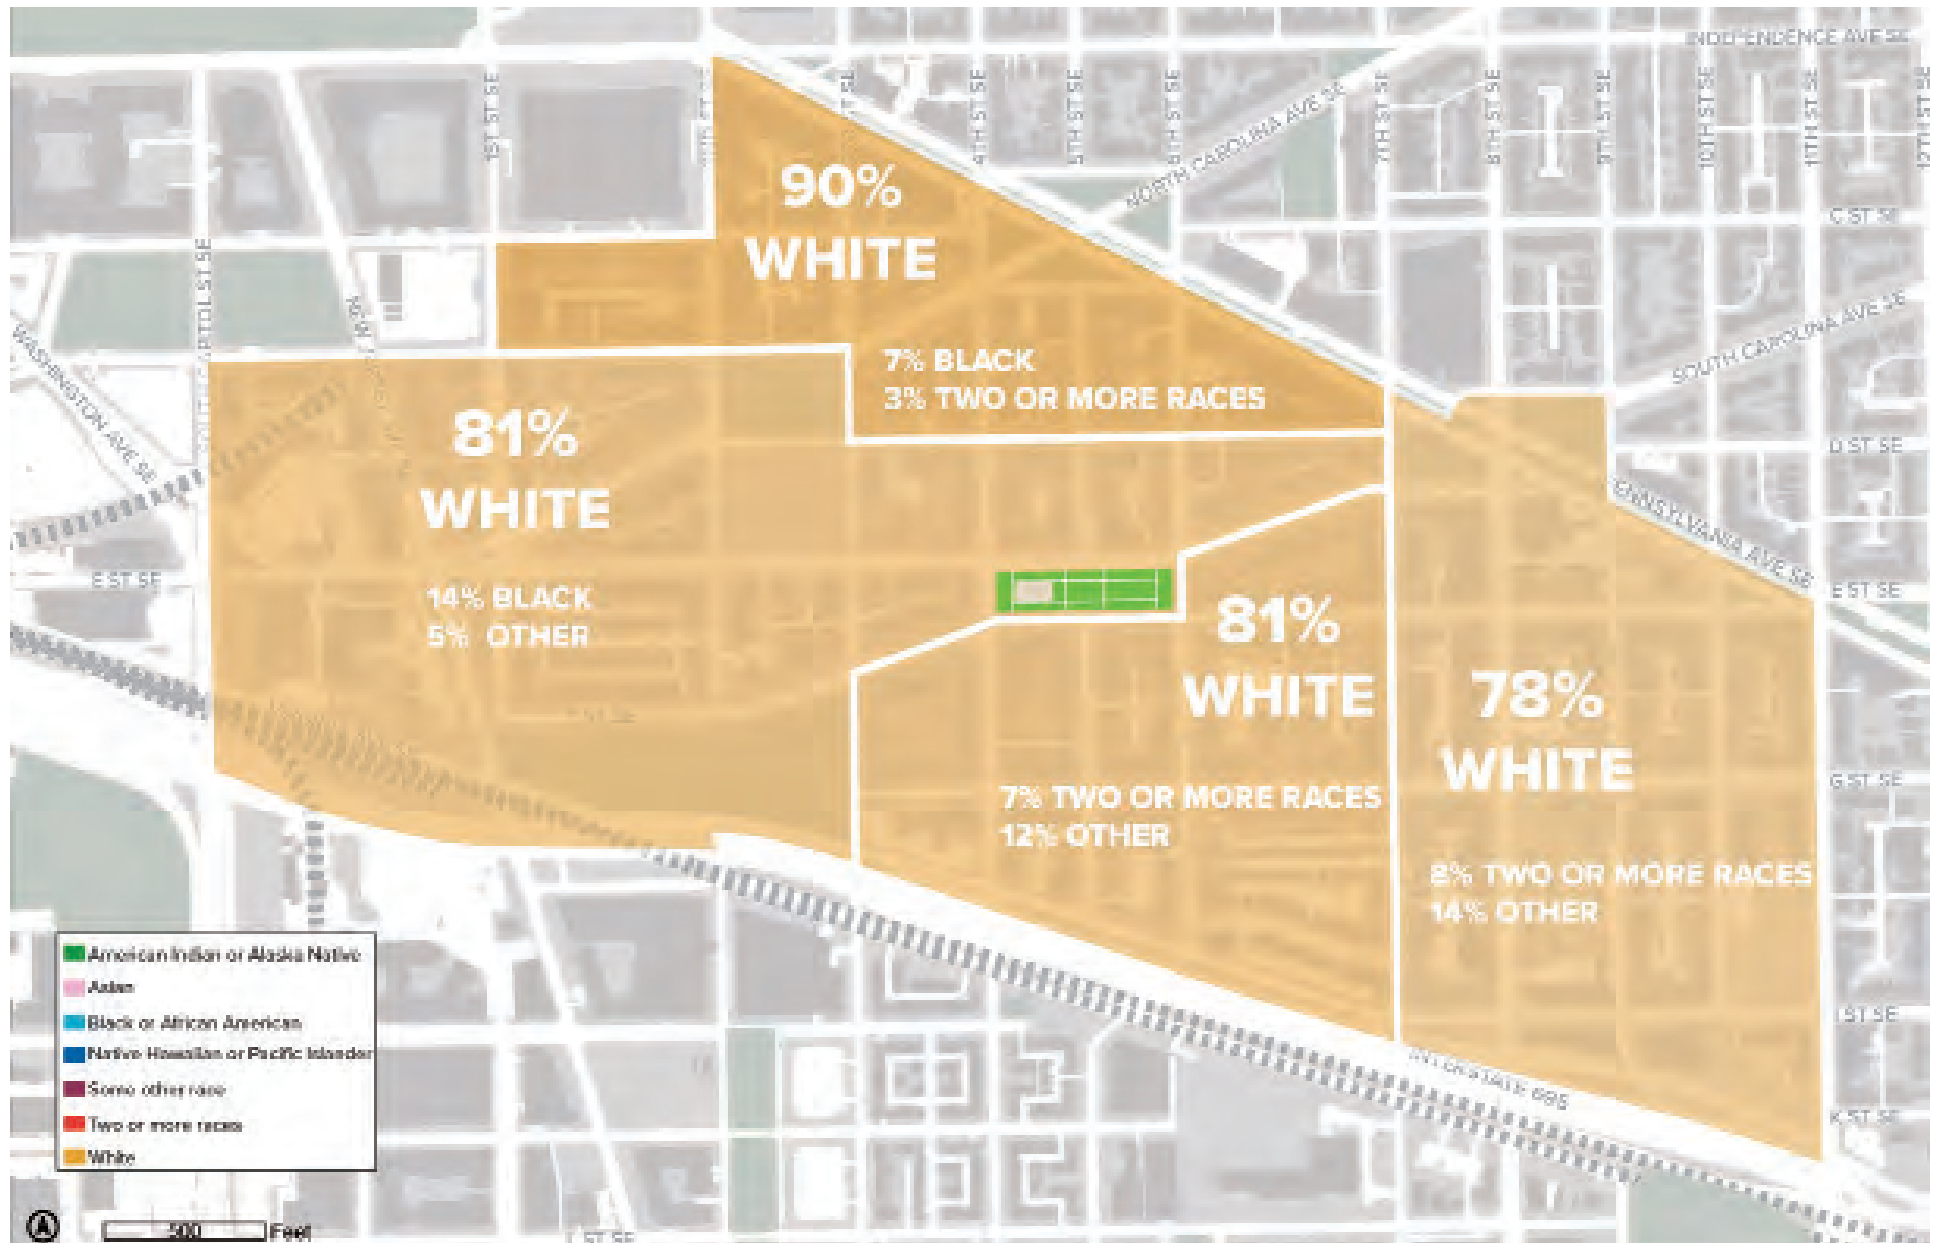 INDEPENDENCE AVE SE
1ST ST SE
4TH ST SE
5TH ST SE
6TH ST SE
7TH ST SE
8TH ST SE
9TH ST SE
10TH ST SE
11TH ST SE
12TH ST SE
NORTH CAROLINA AVE SE
C ST SE
90%
WHITE
SOUTH CAROLINA AVE SE
WASHINGTON AVE SE
7% BLACK
3% TWO OR MORE RACES
81%
WHITE
D ST SE
PENNSYLVANIA AVE SE
E ST SE
E ST SE
14% BLACK
5% OTHER
81%
WHITE
78%
WHITE
G ST SE
7% TWO OR MORE RACES
12% OTHER
8% TWO OR MORE RACES
14% OTHER
American Indian or Alaska Native
Asian
Black or African American
Native Hawaiian or Pacific Islander
Some other race
Two or more races
White
I ST SE
INTERSTATE 695
K ST SE
500 Feet
L ST SE